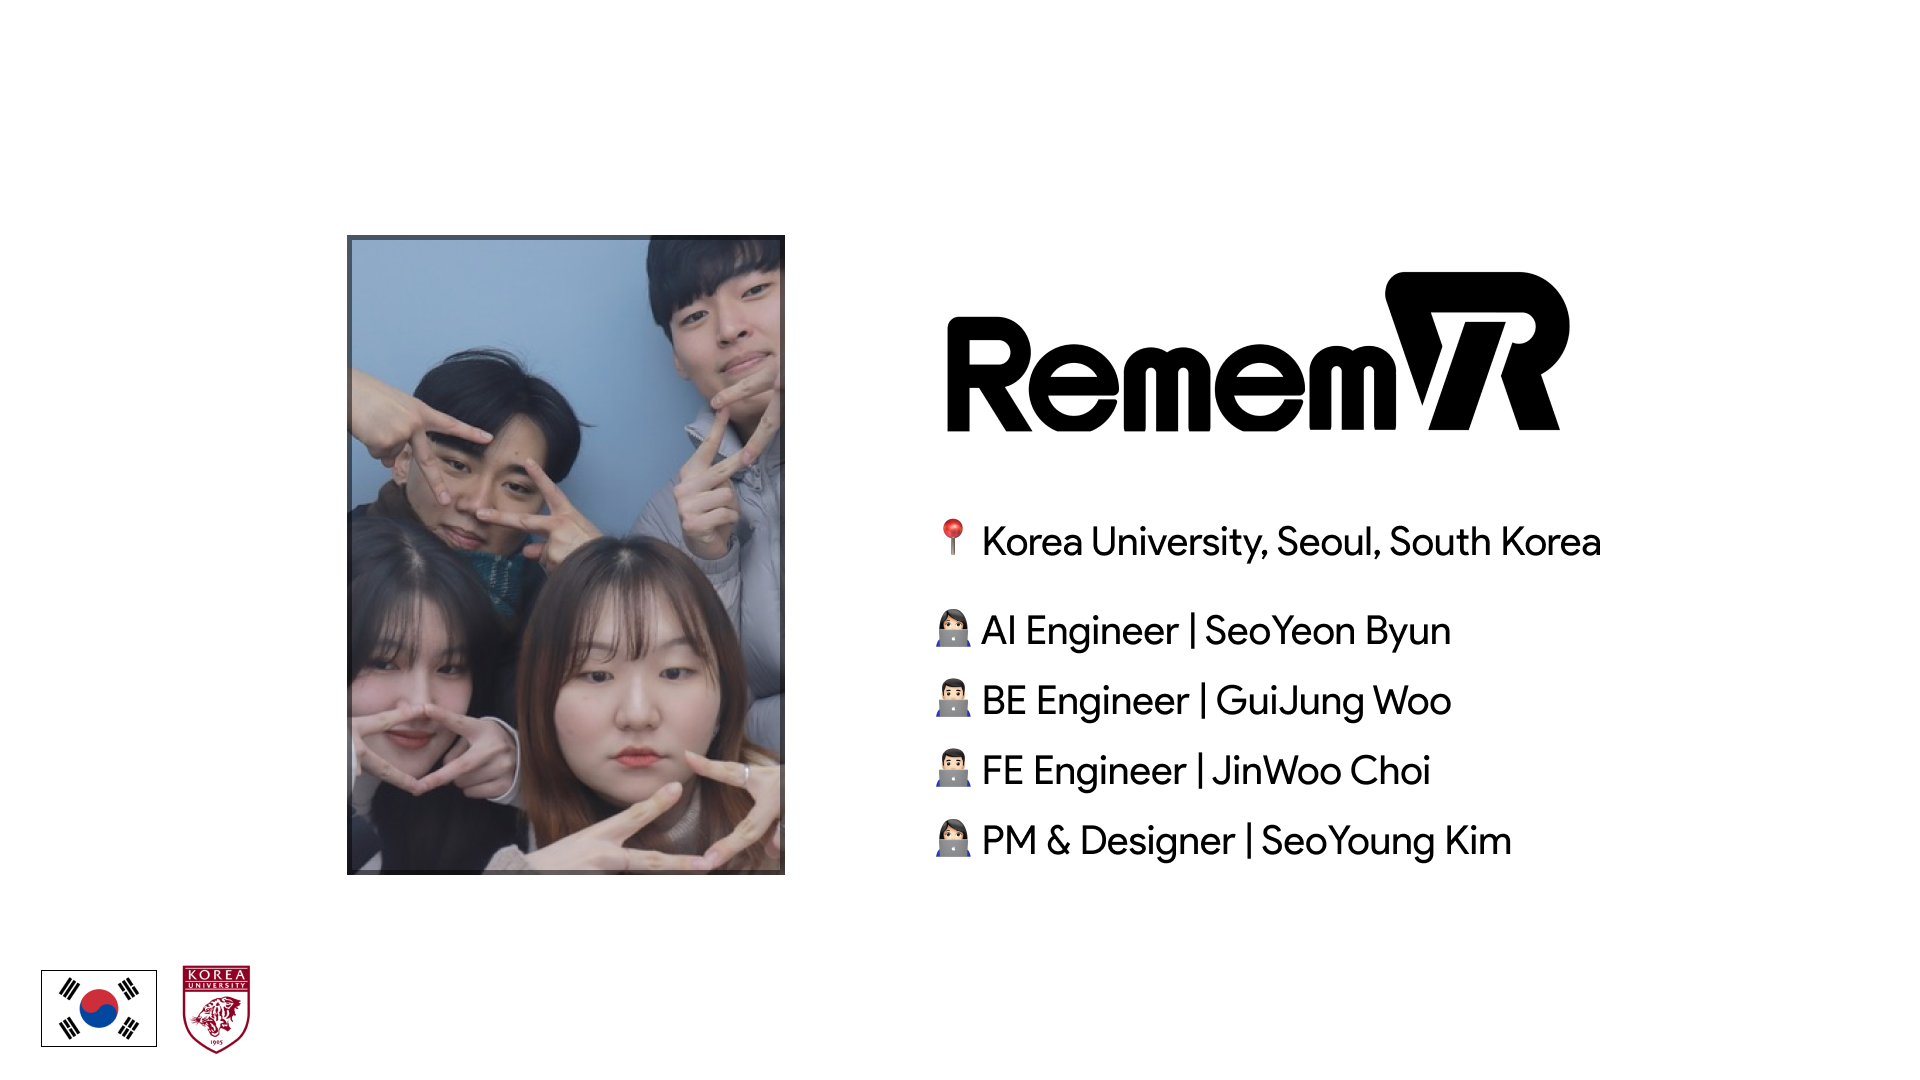 RememVR
📍 Korea University, Seoul, South Korea
👩🏻‍💻 AI Engineer | SeoYeon Byun
👨🏻‍💻 BE Engineer | GuiJung Woo
👨🏻‍💻 FE Engineer | JinWoo Choi
👩🏻‍💻 PM & Designer | SeoYoung Kim
KOREA
UNIVERSITY
1905